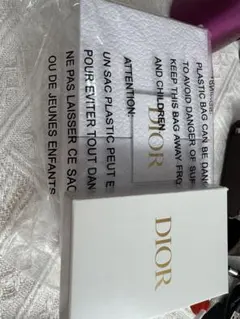 PLASTIC BAG CAN BE DAN
TO AVOID DANGER OF SUF
KEEP THIS BAG AWAY FRO
AND CHILDREN
ATTENTION:
UN SAC PLASTIC PEUT E
POUR EVITER TOUT DAN
NE PAS LAISSER CE SAC
OU DE JEUNES ENFANTS
DIOR
DIOR